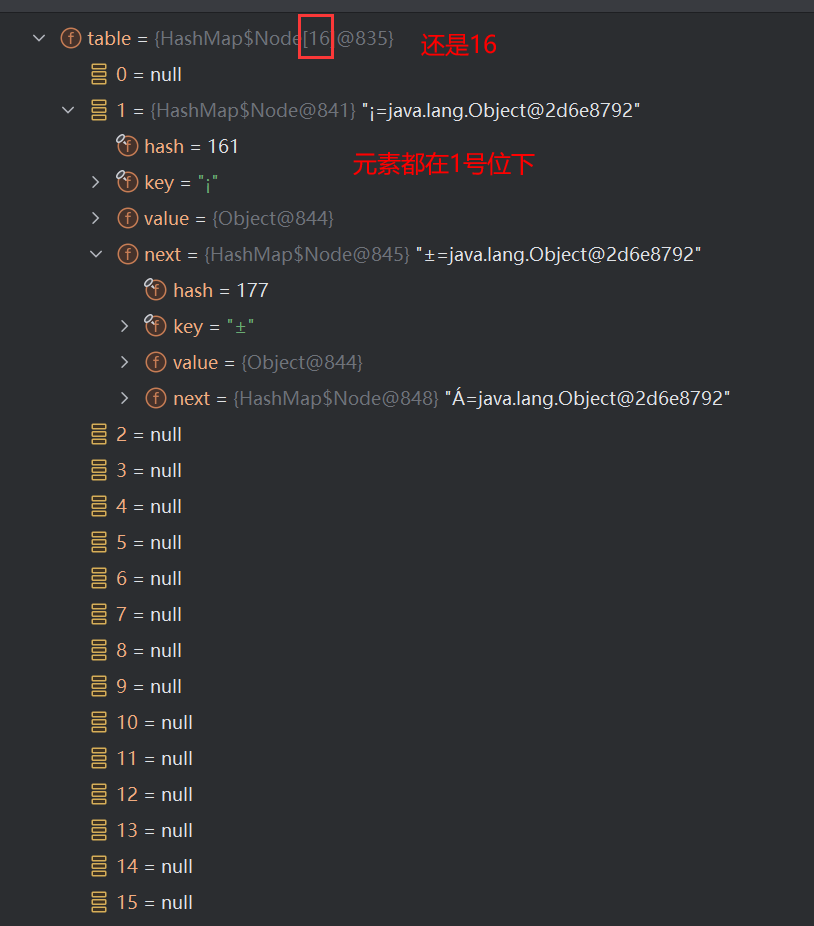 table = {HashMap$Node[16]@835} 还是16
0 = null
1 = {HashMap$Node@841} "¡=java.lang.Object@2d6e8792"
hash = 161
元素都在1号位下
key = "¡"
value = {Object@844}
next = {HashMap$Node@845} "±=java.lang.Object@2d6e8792"
hash = 177
key = "±"
value = {Object@844}
next = {HashMap$Node@848} "Á=java.lang.Object@2d6e8792"
2 = null
3 = null
4 = null
5 = null
6 = null
7 = null
8 = null
9 = null
10 = null
11 = null
12 = null
13 = null
14 = null
15 = null